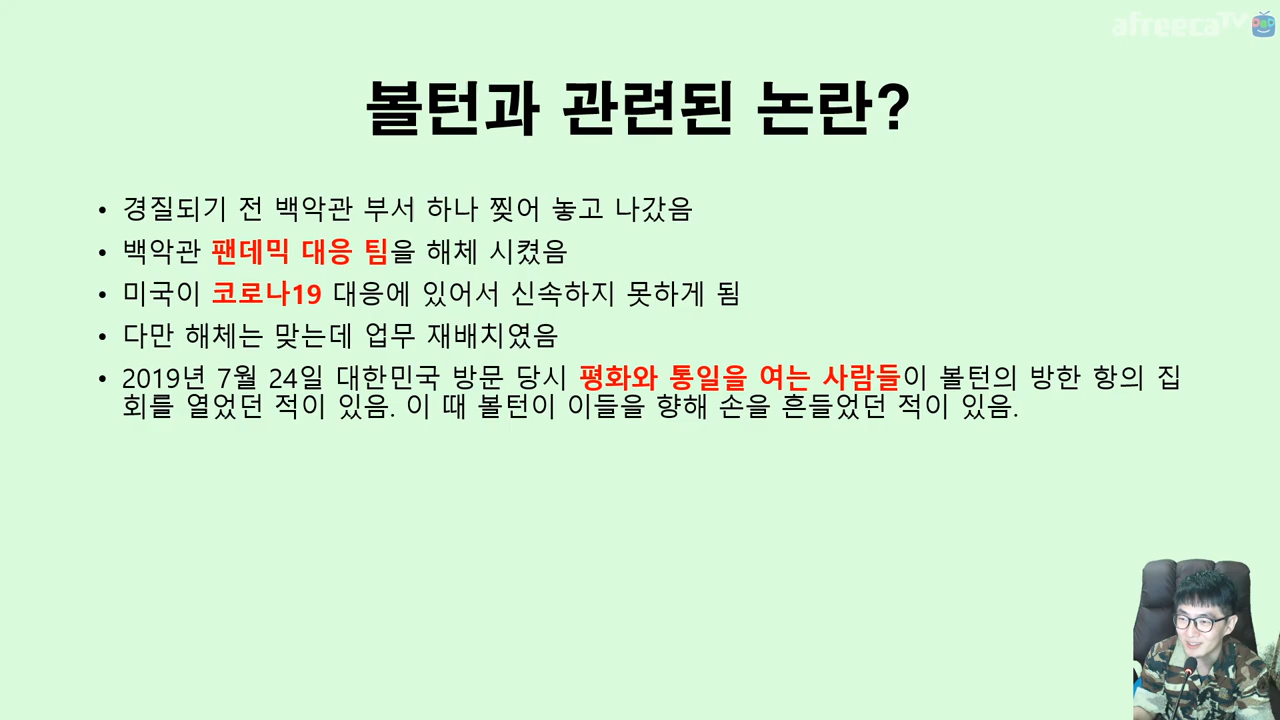 afreecaTV
볼턴과 관련된 논란?
• 경질되기 전 백악관 부서 하나 찢어 놓고 나갔음
• 백악관 팬데믹 대응 팀을 해체 시켰음
• 미국이 코로나19 대응에 있어서 신속하지 못하게 됨
• 다만 해체는 맞는데 업무 재배치였음
• 2019년 7월 24일 대한민국 방문 당시 평화와 통일을 여는 사람들이 볼턴의 방한 항의 집
회를 열었던 적이 있음. 이 때 볼턴이 이들을 향해 손을 흔들었던 적이 있음.